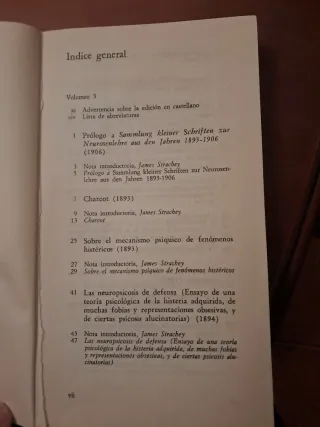 Indice general
Volumen 3
xi Advertencia sobre la edición en castellano
xiv Lista de abreviaturas
1 Prólogo a Sammlung kleiner Schriften zur
Neurosenlehre aus den Jahren 1893-1906
(1906)
3 Nota introductoria, James Strachey
5 Prólogo a Sammlung kleiner Schriften zur Neurosen-
lehre aus den Jahren 1893-1906
7 Charcot (1893)
9 Nota introductoria, James Strachey
13 Charcot
25 Sobre el mecanismo psíquico de fenómenos
histéricos (1893)
27 Nota introductoria, James Strachey
29 Sobre el mecanismo psíquico de fenómenos histéricos
41 Las neuropsicosis de defensa (Ensayo de una
teoría psicológica de la histeria adquirida, de
muchas fobias y representaciones obsesivas, y
de ciertas psicosis alucinatorias) (1894)
43 Nota introductoria, James Strachey
47 Las neuropsicosis de defensa (Ensayo de una teoría
psicológica de la histeria adquirida, de muchas fobias
y representaciones obsesivas, y de ciertas psicosis alu-
cinatorias)
vii